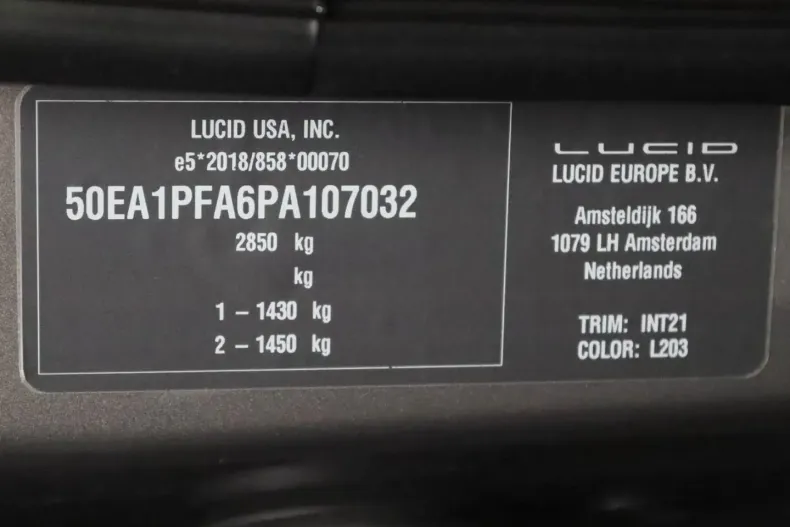 LUCID USA, INC.
e5*2018/858*00070
50EA1PFA6PA107032
2850 kg
kg
1 – 1430 kg
2 – 1450 kg
LUCID
LUCID EUROPE B.V.
Amsteldijk 166
1079 LH Amsterdam
Netherlands
TRIM: INT21
COLOR: L203